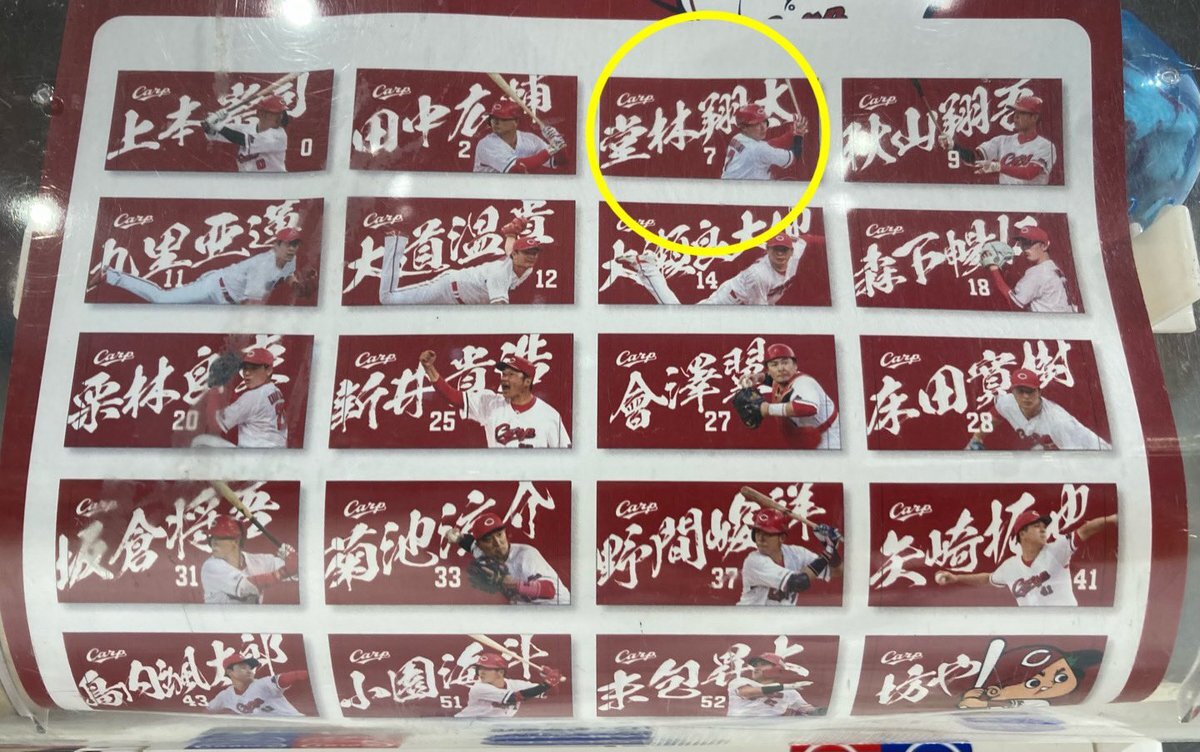 Carp
上本崇司
0
Carp
田中広輔
2
Carp
堂林翔太
7
Carp
秋山翔吾
9
Carp
九里亜蓮
11
Carp
大道温貴
12
Carp
大瀬良大地
14
Carp
森下暢仁
18
Carp
栗林良吏
20
Carp
新井貴浩
25
Carp
會澤翼
27
Carp
床田寛樹
28
Carp
坂倉将吾
31
Carp
菊池涼介
33
Carp
野間峻祥
37
Carp
矢崎拓也
41
Carp
島内颯太郎
43
Carp
小園海斗
51
Carp
末包昇大
52
Carp
坊や!